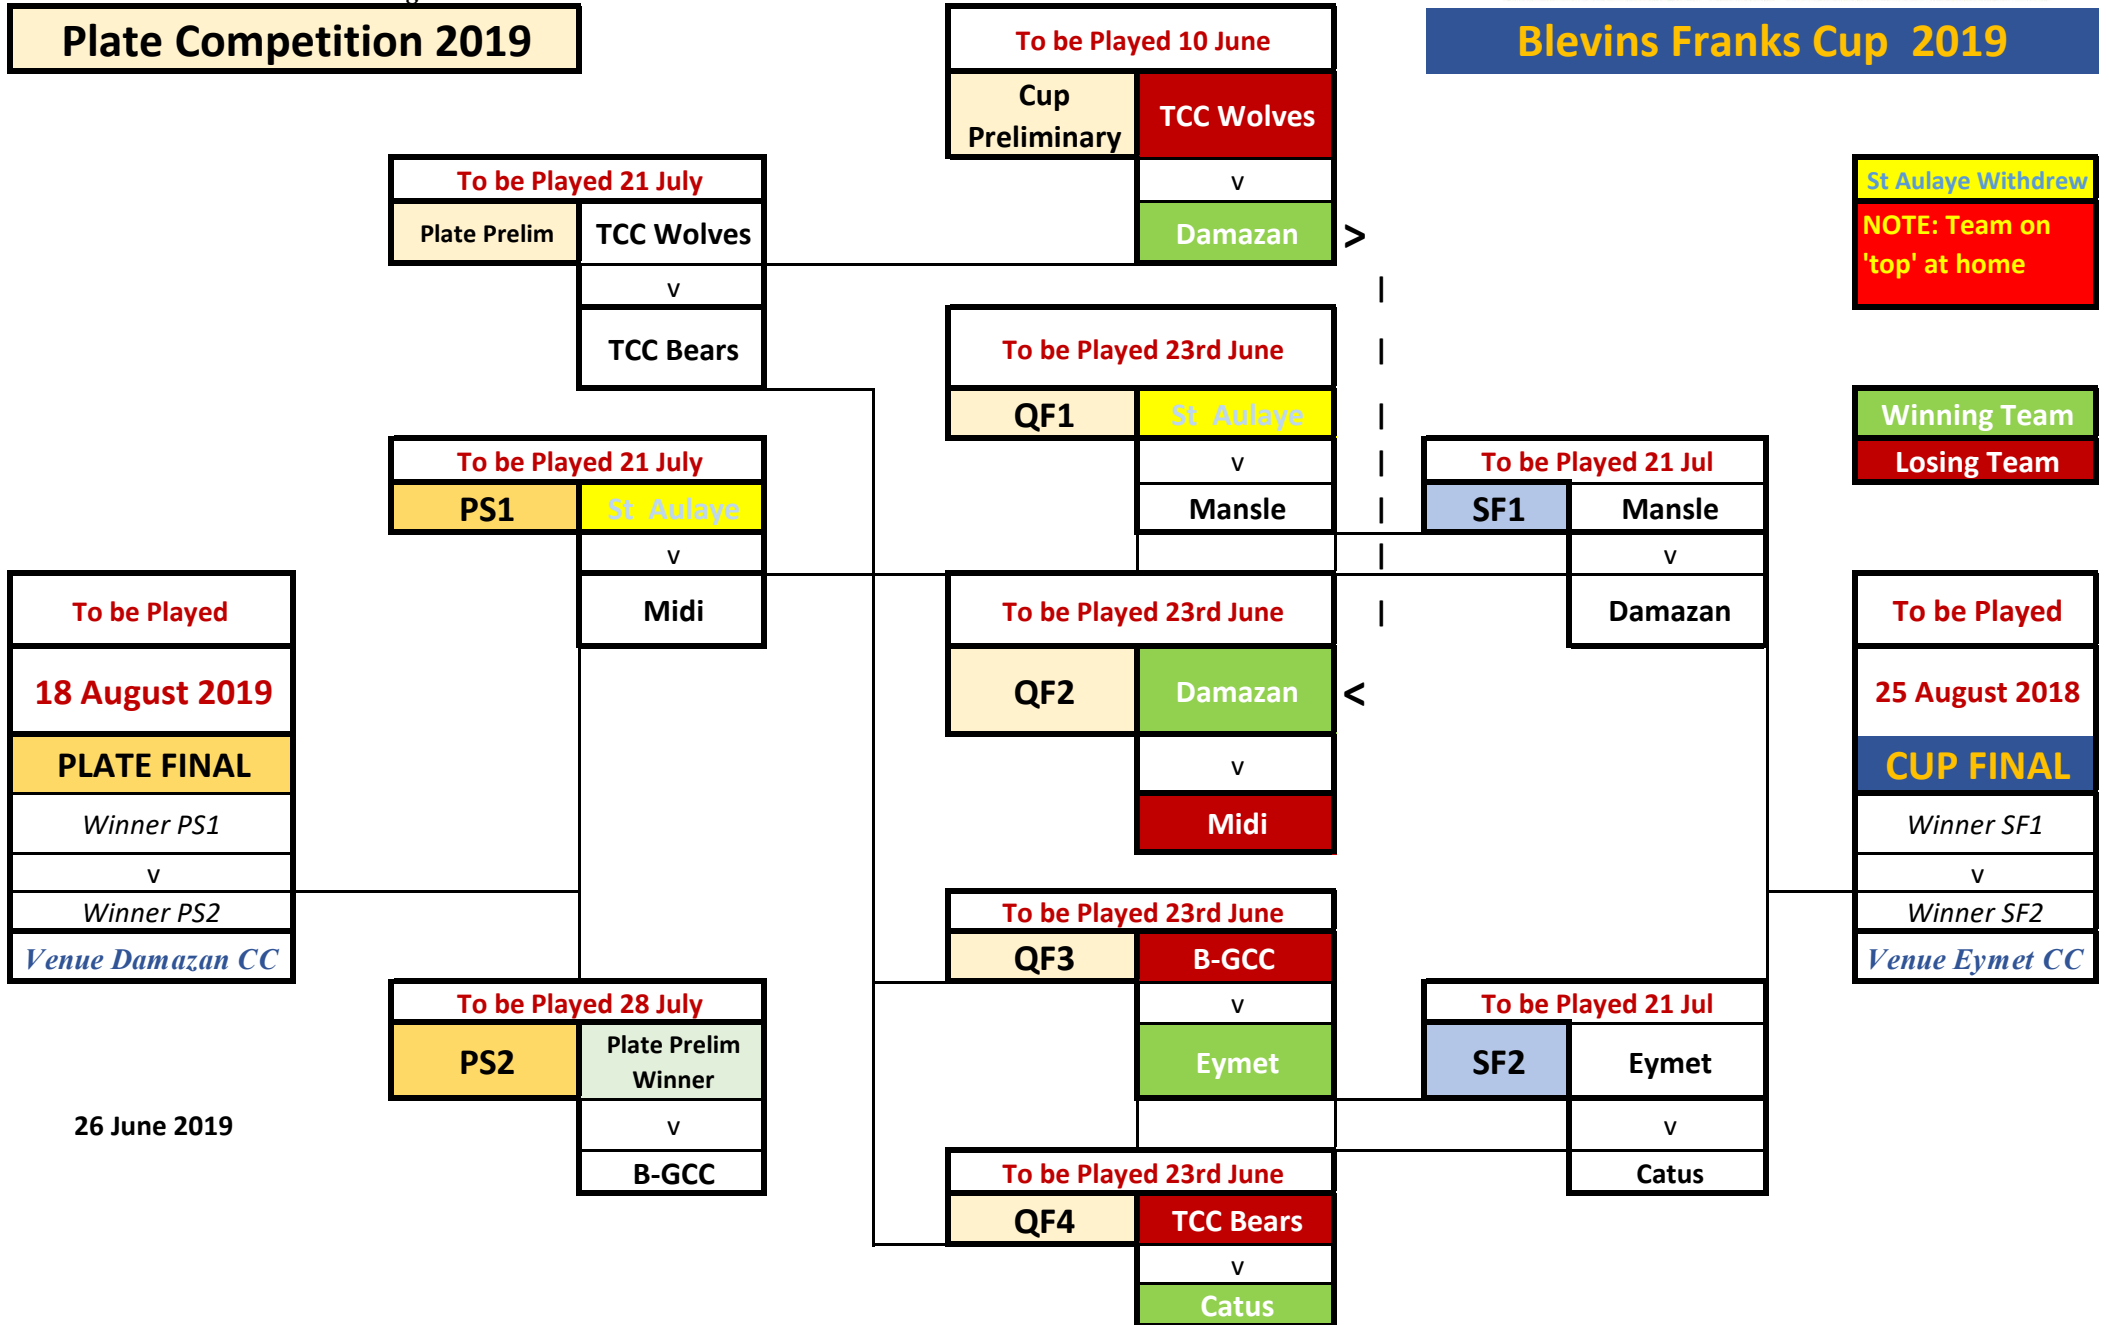 Plate Competition 2019
To be Played 10 June
Blevins Franks Cup 2019
Cup
Preliminary
TCC Wolves
v
Damazan >
To be Played 21 July
Plate Prelim TCC Wolves
v
TCC Bears
St Aulaye Withdrew
NOTE: Team on
'top' at home
Winning Team
Losing Team
To be Played 23rd June
QF1 St Aulaye
v
Mansle
To be Played 21 July
PS1 St Aulaye
v
Midi
To be Played 21 Jul
SF1 Mansle
v
Damazan
To be Played
18 August 2019
PLATE FINAL
Winner PS1
v
Winner PS2
Venue Damazan CC
To be Played 23rd June
QF2 Damazan <
v
Midi
To be Played
25 August 2018
CUP FINAL
Winner SF1
v
Winner SF2
Venue Eymet CC
To be Played 23rd June
QF3 B-GCC
v
Eymet
To be Played 28 July
PS2 Plate Prelim
Winner
v
B-GCC
To be Played 21 Jul
SF2 Eymet
v
Catus
26 June 2019
To be Played 23rd June
QF4 TCC Bears
v
Catus